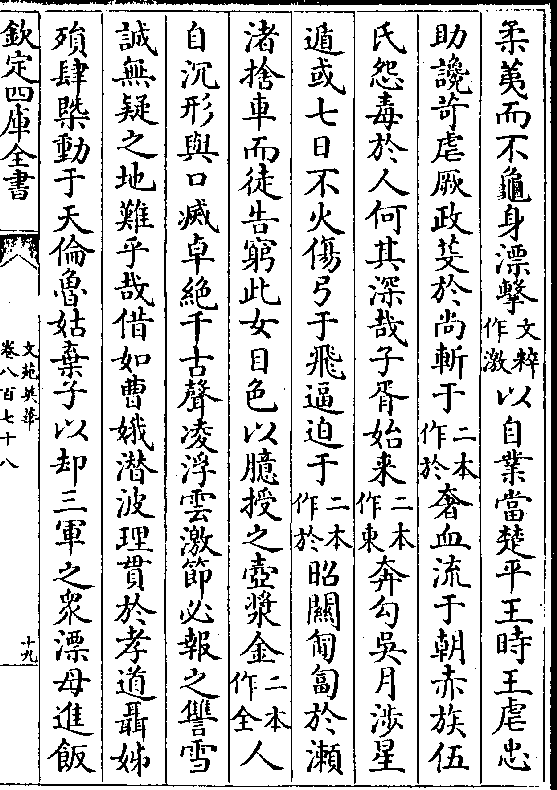 柔荑而不龜身漂擊文粹作激以自業當楚平王時王虐忠
助讒苛虐厥政芟於尚斬于二本作於奢血流于朝赤族伍
氏怨毒於人何其深哉子胥始来二本作東奔勾吳月涉星
遁或七日不火傷弓于飛逼迫于二本作於昭關匍匐於瀬
渚捨車而徒告窮此女目色以臆授之壺漿金二本作全人
自沉形與口滅卓絶千古聲凌浮雲激節必報之讐雪
誠無疑之地難乎哉借如曹娥潜波理貫於孝道聶姊
殞肆槩動于天倫魯姑棄子以却三軍之衆漂母進飯
欽定四庫全書
文苑英華
卷八百七十八
十九